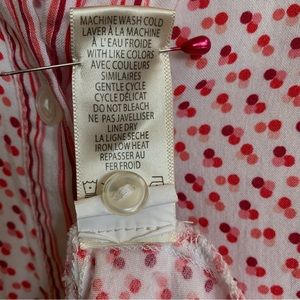 MACHINE WASH COLD
LAVER À LA MACHINE
À L'EAU FROIDE
WITH LIKE COLORS
AVEC COULEURS
SIMILAIRES
GENTLE CYCLE
CYCLE DÉLICAT
DO NOT BLEACH
NE PAS JAVELLISER
LINE DRY
LA LIGNE SÈCHE
IRON LOW HEAT
REPASSER AU
FER FROID